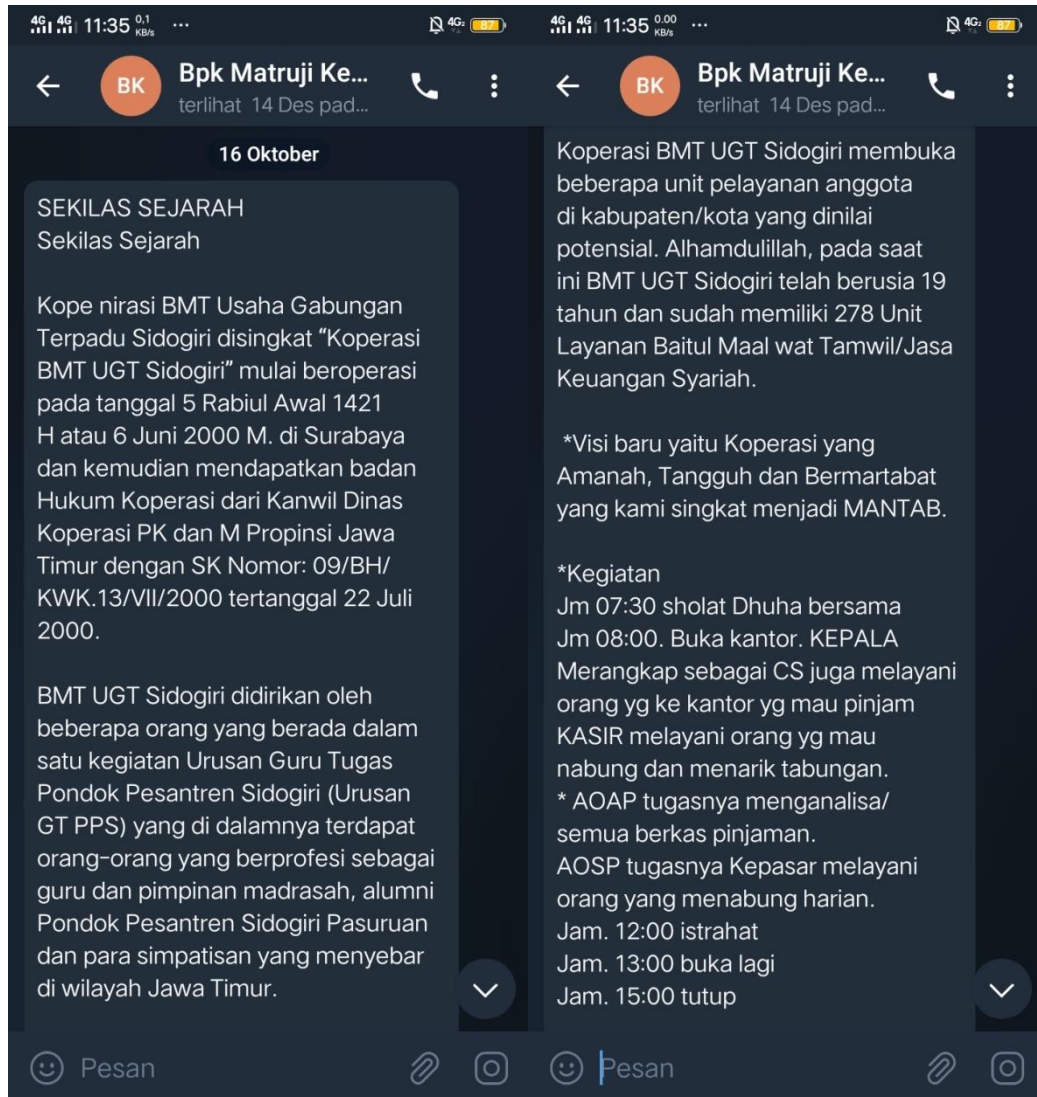 4G 4G 11:35 0,1 KB/s ... 4G 87
Bpk Matruji Ke...
BK
terlihat 14 Des pad...
16 Oktober
SEKILAS SEJARAH
Sekilas Sejarah
Kope nirasi BMT Usaha Gabungan
Terpadu Sidogiri disingkat “Koperasi
BMT UGT Sidogiri” mulai beroperasi
pada tanggal 5 Rabiul Awal 1421
H atau 6 Juni 2000 M. di Surabaya
dan kemudian mendapatkan badan
Hukum Koperasi dari Kanwil Dinas
Koperasi PK dan M Propinsi Jawa
Timur dengan SK Nomor: 09/BH/
KWK.13/VII/2000 tertanggal 22 Juli
2000.
BMT UGT Sidogiri didirikan oleh
beberapa orang yang berada dalam
satu kegiatan Urusan Guru Tugas
Pondok Pesantren Sidogiri (Urusan
GT PPS) yang di dalamnya terdapat
orang-orang yang berprofesi sebagai
guru dan pimpinan madrasah, alumni
Pondok Pesantren Sidogiri Pasuruan
dan para simpatisan yang menyebar
di wilayah Jawa Timur.
Pesan
4G 4G 11:35 0.00 KB/s ... 4G 87
Bpk Matruji Ke...
BK
terlihat 14 Des pad...
Koperasi BMT UGT Sidogiri membuka
beberapa unit pelayanan anggota
di kabupaten/kota yang dinilai
potensial. Alhamdulillah, pada saat
ini BMT UGT Sidogiri telah berusia 19
tahun dan sudah memiliki 278 Unit
Layanan Baitul Maal wat Tamwil/Jasa
Keuangan Syariah.
*Visi baru yaitu Koperasi yang
Amanah, Tangguh dan Bermartabat
yang kami singkat menjadi MANTAB.
*Kegiatan
Jm 07:30 sholat Dhuha bersama
Jm 08:00. Buka kantor. KEPALA
Merangkap sebagai CS juga melayani
orang yg ke kantor yg mau pinjam
KASIR melayani orang yg mau
nabung dan menarik tabungan.
* AOAP tugasnya menganalisa/
semua berkas pinjaman.
AOSP tugasnya Kepasar melayani
orang yang menabung harian.
Jam. 12:00 istrahat
Jam. 13:00 buka lagi
Jam. 15:00 tutup
Pesan